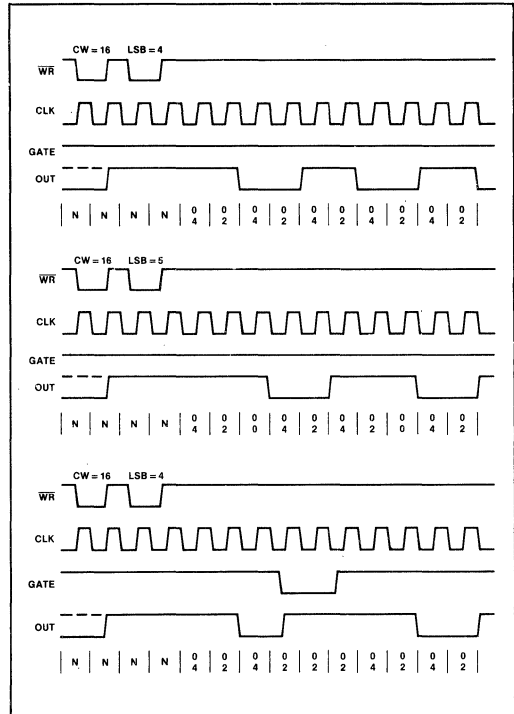 CW = 16 LSB = 4
WR
CLK
GATE
OUT
N N N N 0 0 0 0 0 0 0 0 0 0
4 2 4 2 4 2 4 2 4 2
CW = 16 LSB = 5
WR
CLK
GATE
OUT
N N N N 0 0 0 0 0 0 0 0 0 0
4 2 0 4 2 4 2 0 4 2
CW = 16 LSB = 4
WR
CLK
GATE
OUT
N N N N 0 0 0 0 0 0 0 0 0 0
4 2 4 2 2 4 2 2 4 2